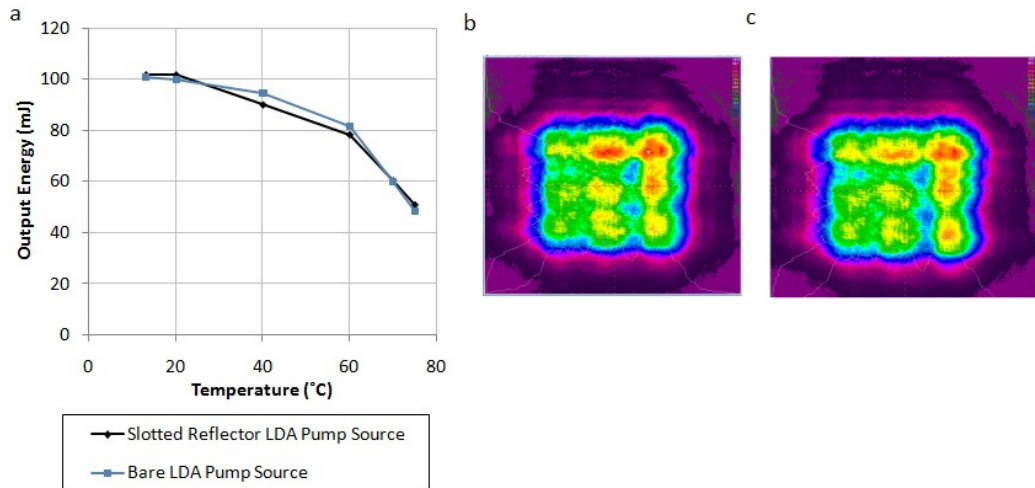 a
b
c
120
100
80
60
40
20
0
Output Energy (mJ)
0 20 40 60 80
Temperature (˚C)
Slotted Reflector LDA Pump Source
Bare LDA Pump Source